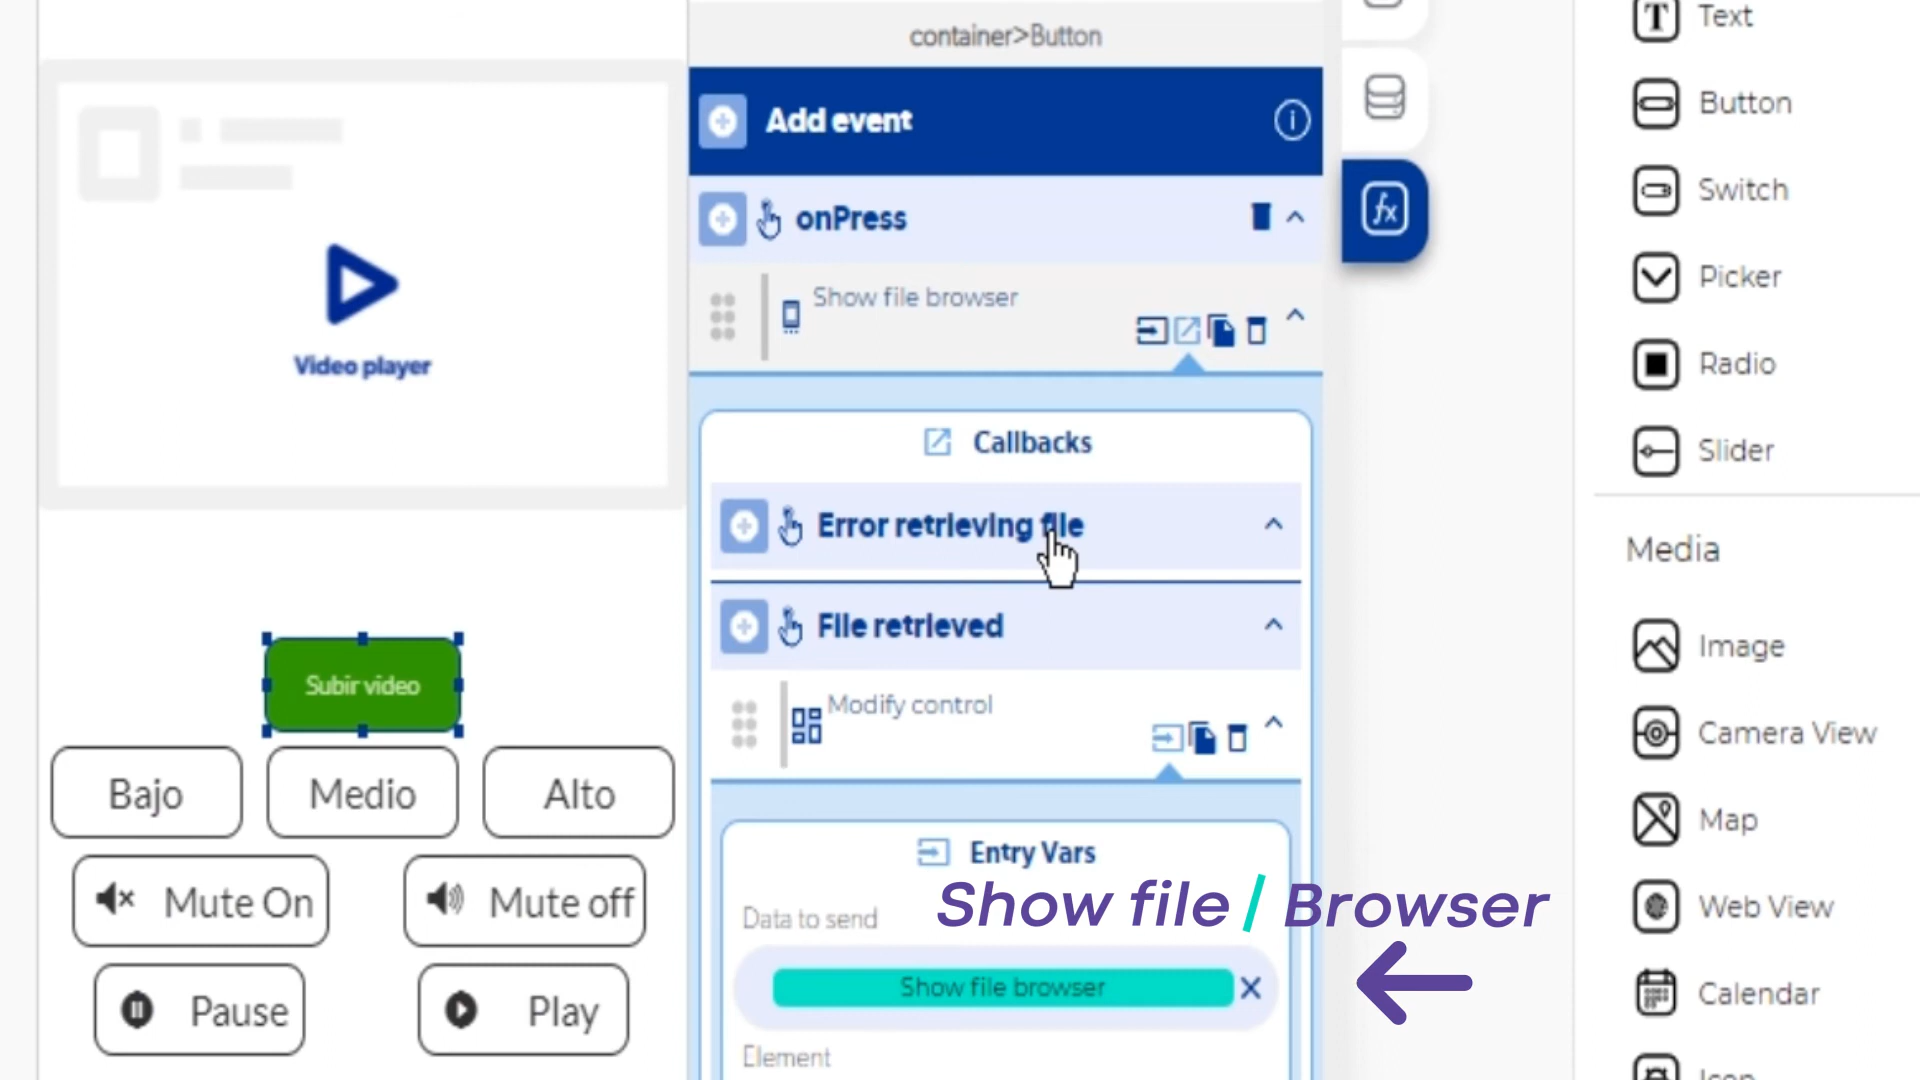 container>Button
Add event
onPress
Show file browser
Callbacks
Error retrieving file
File retrieved
Modify control
Entry Vars
Data to send
Show file browser
Element
Show file / Browser
Video player
Subir video
Bajo
Medio
Alto
Mute On
Mute off
Pause
Play
fx
Text
Button
Switch
Picker
Radio
Slider
Media
Image
Camera View
Map
Web View
Calendar
Icon